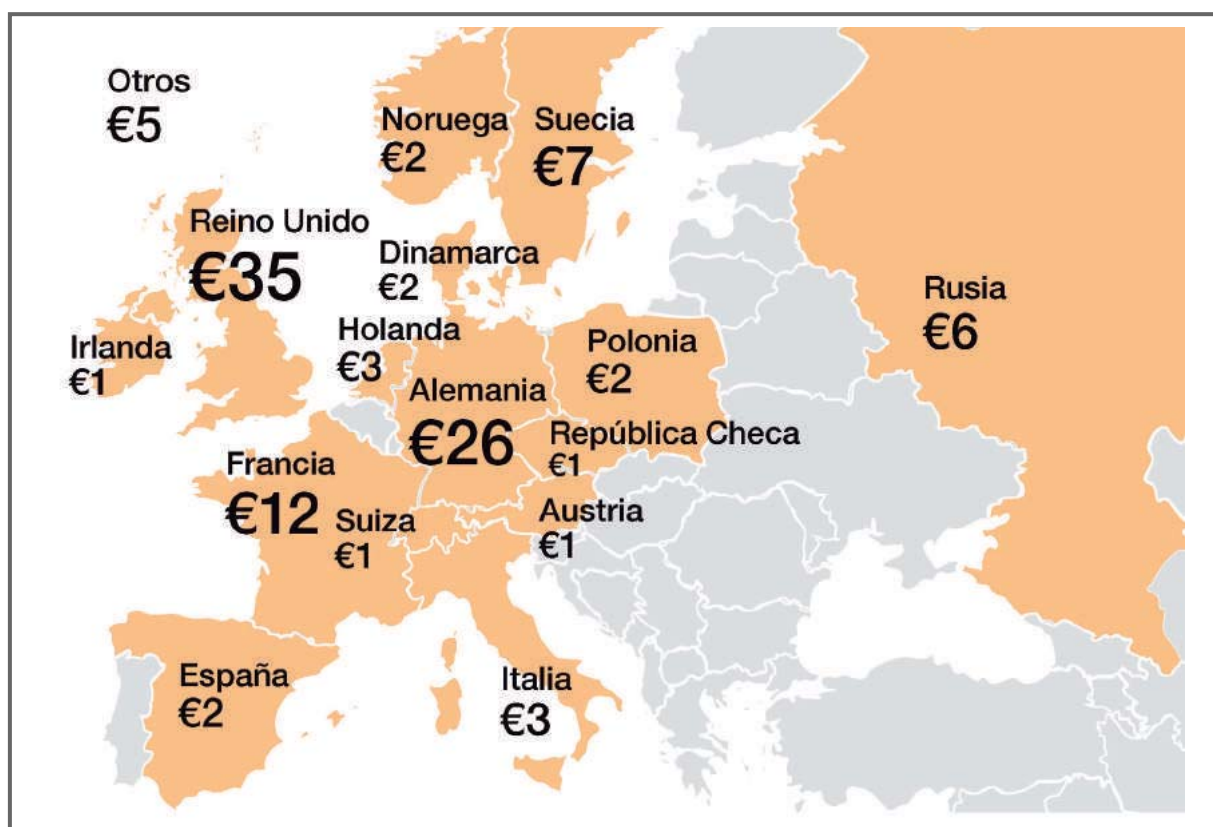 Otros
€5
Noruega
€2
Suecia
€7
Reino Unido
€35
Dinamarca
€2
Rusia
€6
Irlanda
€1
Holanda
€3
Polonia
€2
Alemania
€26
República Checa
€1
Francia
€12
Suiza
€1
Austria
€1
España
€2
Italia
€3